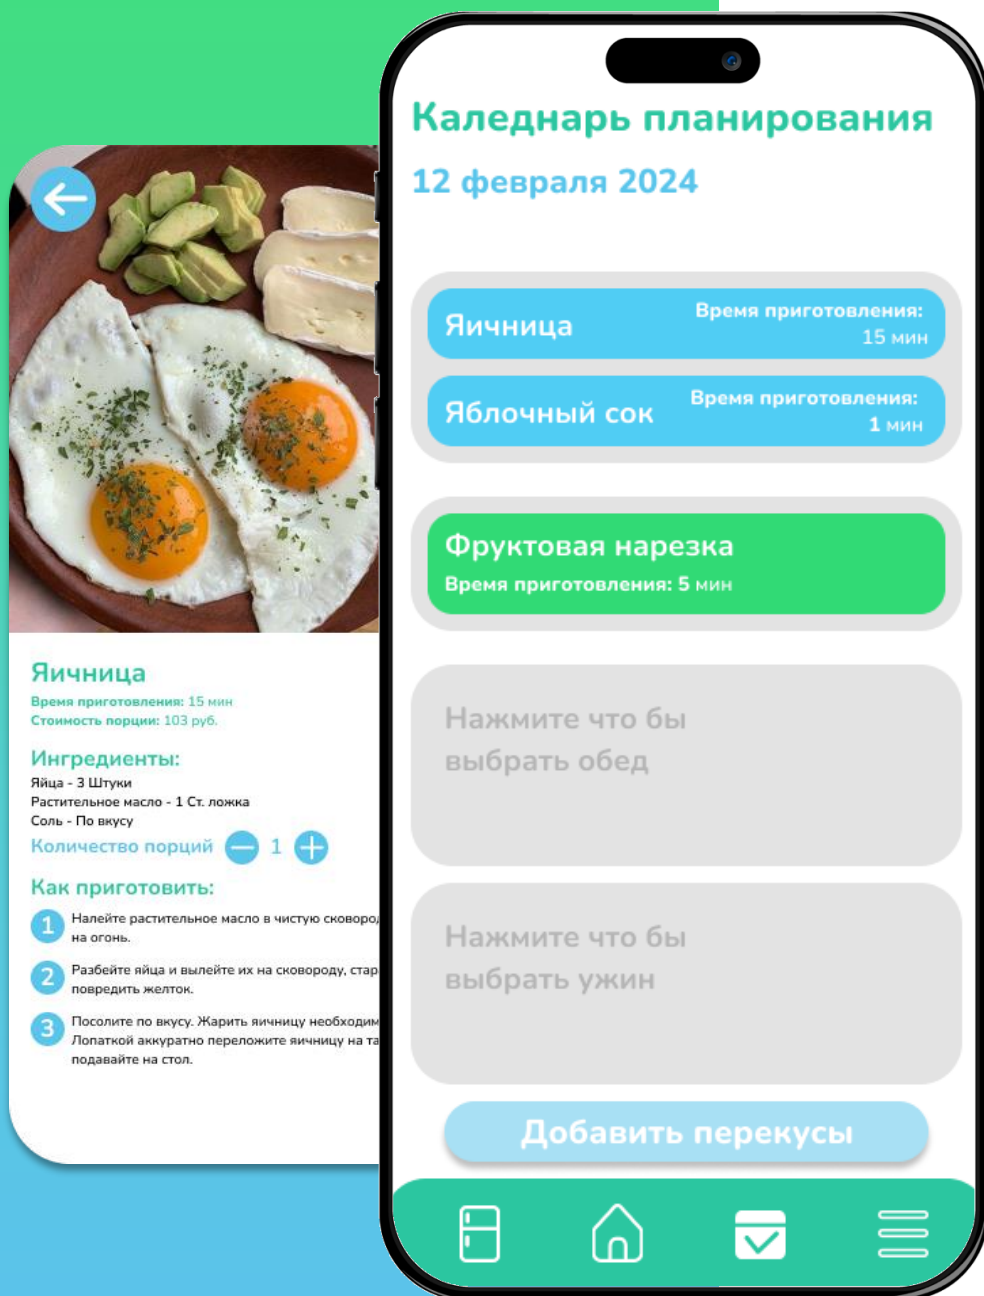 Каледнарь планирования
12 февраля 2024
Яичница
Время приготовления:
15 мин
Яблочный сок
Время приготовления:
1 мин
Фруктовая нарезка
Время приготовления: 5 мин
Нажмите что бы
выбрать обед
Нажмите что бы
выбрать ужин
Добавить перекусы
Яичница
Время приготовления: 15 мин
Стоимость порции: 103 руб.
Ингредиенты:
Яйца - 3 Штуки
Растительное масло - 1 Ст. ложка
Соль - По вкусу
Количество порций 1
Как приготовить:
1 Налейте растительное масло в чистую
на огонь.
2 Разбейте яйца и вылейте их на сковороду,
повредить желток.
3 Посолите по вкусу. Жарить яичницу
Лопаткой аккуратно переложите яичницу на
подавайте на стол.